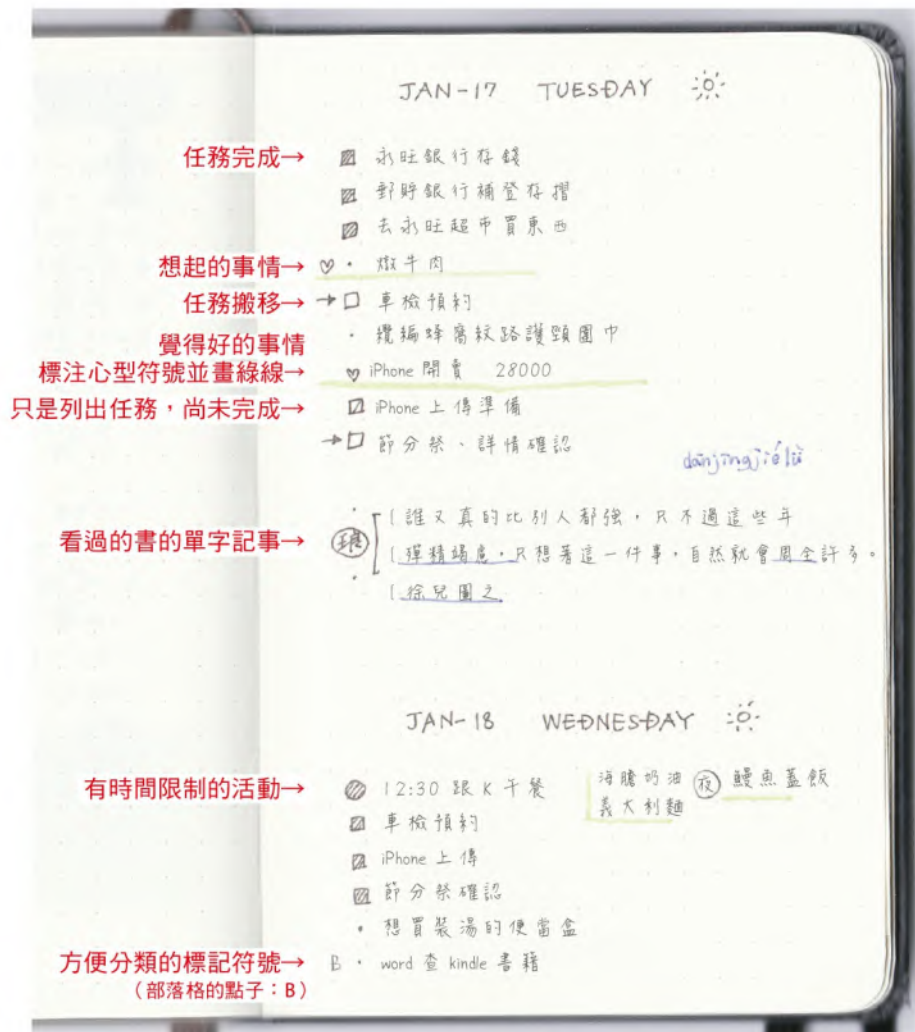 JAN-17 TUESDAY
任務完成→ 永旺銀行存錢
郵貯銀行補登存摺
去永旺超市買東西
想起的事情→ ♡・燉牛肉
任務搬移→ →□ 車檢預約
・纜編蜂窩紋路護頸圍巾
覺得好的事情
標注心型符號並畫綠線→ ♡ iPhone 開賣 28000
只是列出任務,尚未完成→ iPhone 上傳準備
→□ 節分祭、詳情確認
dānjīngjiélǜ
看過的書的單字記事→ 誰又真的比別人都強,只不過這些年
殫精竭慮,只想著這一件事,自然就會周全許多。
徐兒圖之
JAN-18 WEDNESDAY
有時間限制的活動→ 12:30 跟 K 午餐 海膽奶油 夜 鰻魚蓋飯
義大利麵
車檢預約
iPhone 上傳
節分祭確認
・想買裝湯的便當盒
方便分類的標記符號→ B・word 查 kindle 書籍
(部落格的點子:B)